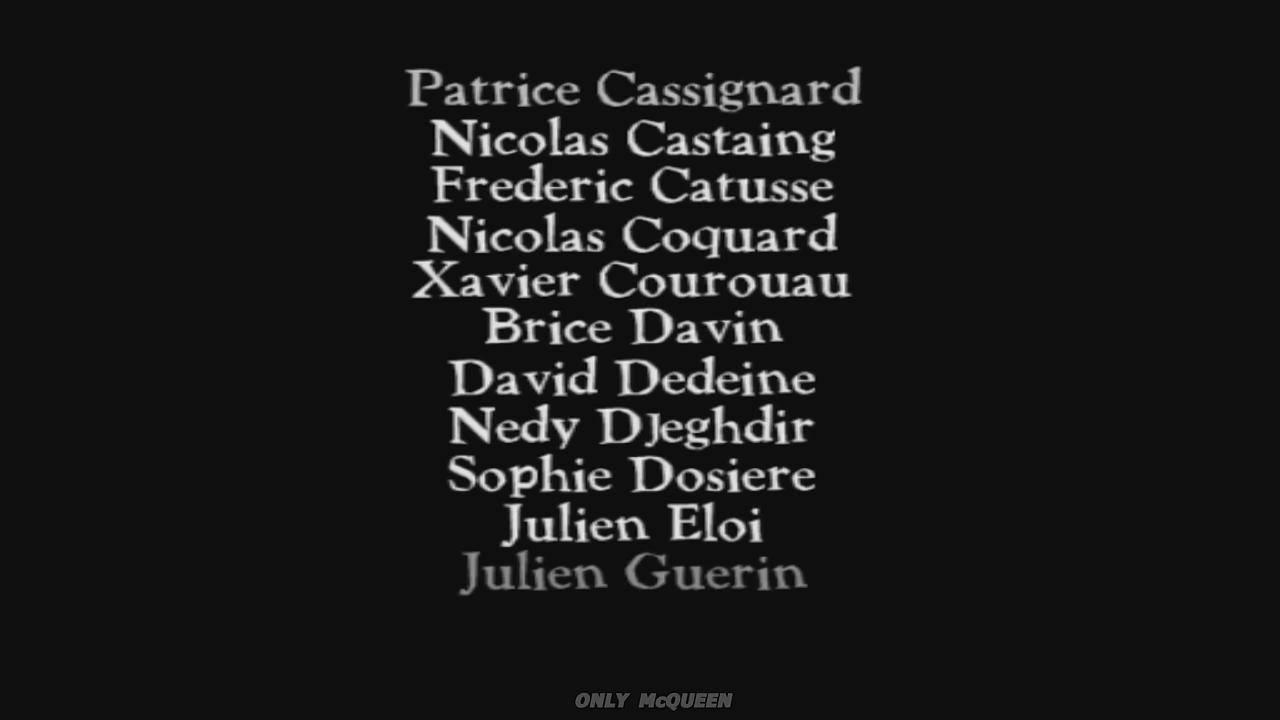 Patrice Cassignard
Nicolas Castaing
Frederic Catusse
Nicolas Coquard
Xavier Courouau
Brice Davin
David Dedeine
Nedy DJeghdir
Sophie Dosiere
Julien Eloi
Julien Guerin
ONLY McQUEEN